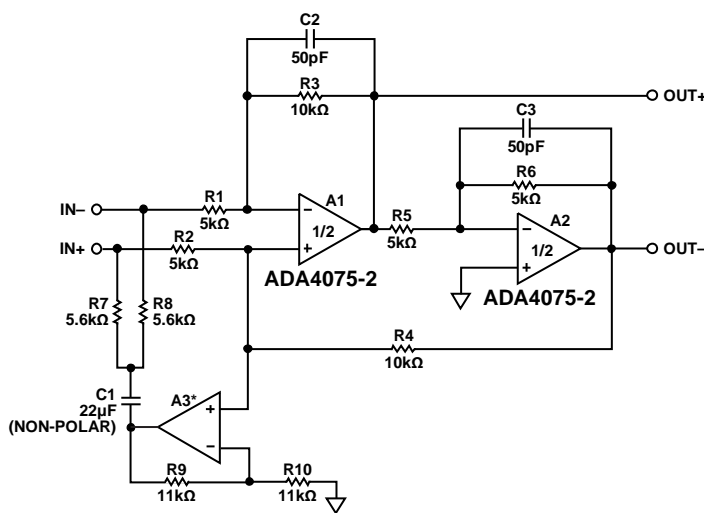 C2
50pF
R3
10kΩ
OUT+
C3
50pF
R6
5kΩ
IN–
R1
5kΩ
–
A1
1/2
+
ADA4075-2
R5
5kΩ
–
A2
1/2
+
ADA4075-2
OUT–
IN+
R2
5kΩ
R7
5.6kΩ
R8
5.6kΩ
R4
10kΩ
C1
22µF
(NON-POLAR)
A3*
+
–
R9
11kΩ
R10
11kΩ